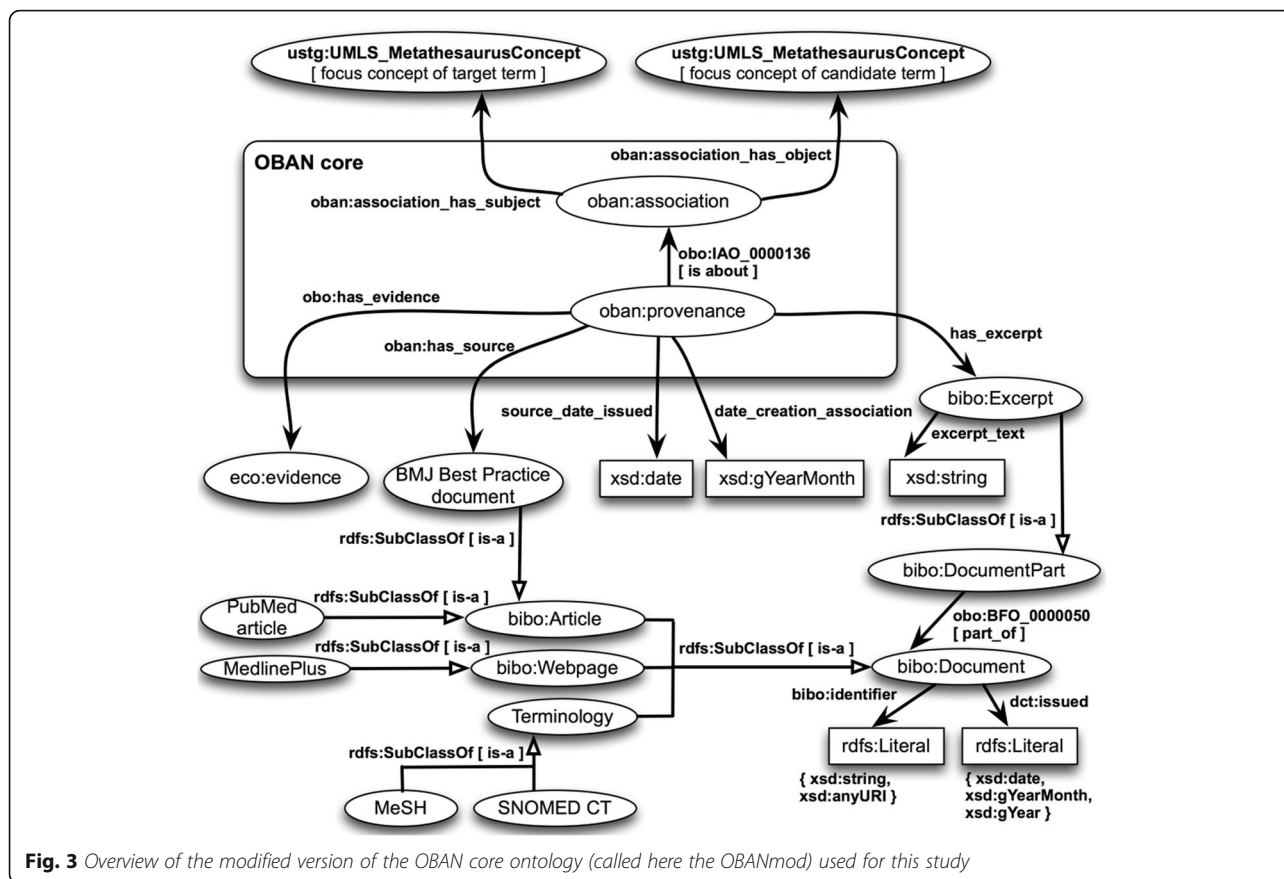 ustg:UMLS_MetathesaurusConcept
[ focus concept of target term ]
ustg:UMLS_MetathesaurusConcept
[ focus concept of candidate term ]
OBAN core
oban:association_has_object
oban:association_has_subject
oban:association
obo:IAO_0000136
[ is about ]
obo:has_evidence
oban:provenance
oban:has_source
has_excerpt
source_date_issued
date_creation_association
bibo:Excerpt
excerpt_text
eco:evidence
BMJ Best Practice
document
xsd:date
xsd:gYearMonth
xsd:string
rdfs:SubClassOf [ is-a ]
rdfs:SubClassOf [ is-a ]
bibo:DocumentPart
PubMed
article
rdfs:SubClassOf [ is-a ]
bibo:Article
obo:BFO_0000050
[ part_of ]
MedlinePlus
rdfs:SubClassOf [ is-a ]
bibo:Webpage
rdfs:SubClassOf [ is-a ]
bibo:Document
bibo:identifier
dct:issued
Terminology
rdfs:SubClassOf [ is-a ]
rdfs:Literal
rdfs:Literal
{ xsd:string,
xsd:anyURI }
{ xsd:date,
xsd:gYearMonth,
xsd:gYear }
MeSH
SNOMED CT
Fig. 3 Overview of the modified version of the OBAN core ontology (called here the OBANmod) used for this study